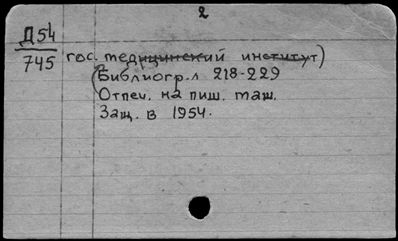 2
Д54
745
гос. медицинский институт)
(Библиогр.л 218-229
Отпеч. на пиш. маш.
Защ. в 1954.